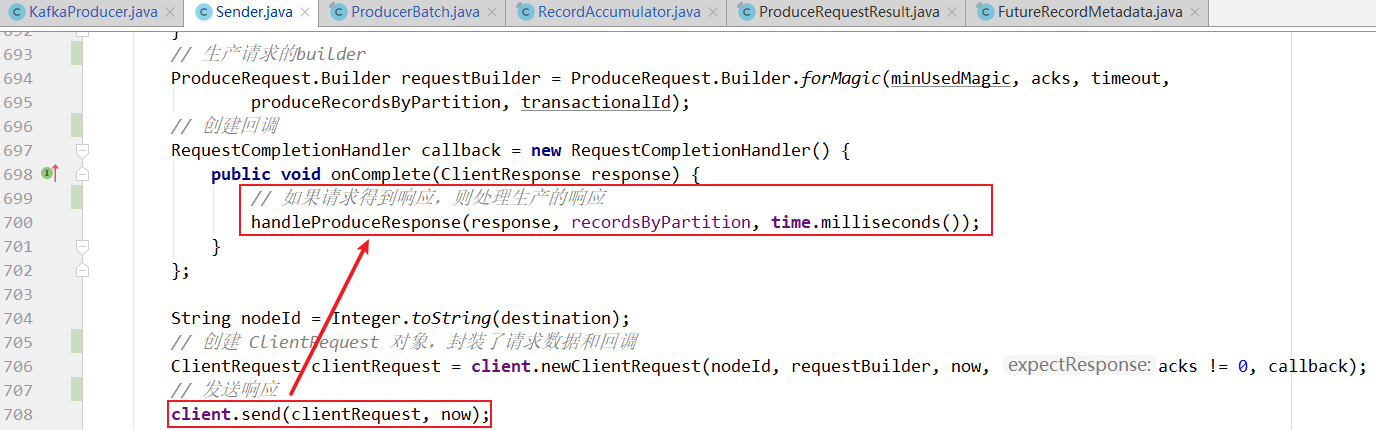 KafkaProducer.java Sender.java ProducerBatch.java RecordAccumulator.java ProduceRequestResult.java FutureRecordMetadata.java
692 }
693 // 生产请求的builder
694 ProduceRequest.Builder requestBuilder = ProduceRequest.Builder.forMagic(minUsedMagic, acks, timeout,
695 produceRecordsByPartition, transactionalId);
696 // 创建回调
697 RequestCompletionHandler callback = new RequestCompletionHandler() {
698 public void onComplete(ClientResponse response) {
699 // 如果请求得到响应，则处理生产的响应
700 handleProduceResponse(response, recordsByPartition, time.milliseconds());
701 }
702 };
703
704 String nodeId = Integer.toString(destination);
705 // 创建 ClientRequest 对象，封装了请求数据和回调
706 ClientRequest clientRequest = client.newClientRequest(nodeId, requestBuilder, now, expectResponse: acks != 0, callback);
707 // 发送响应
708 client.send(clientRequest, now);